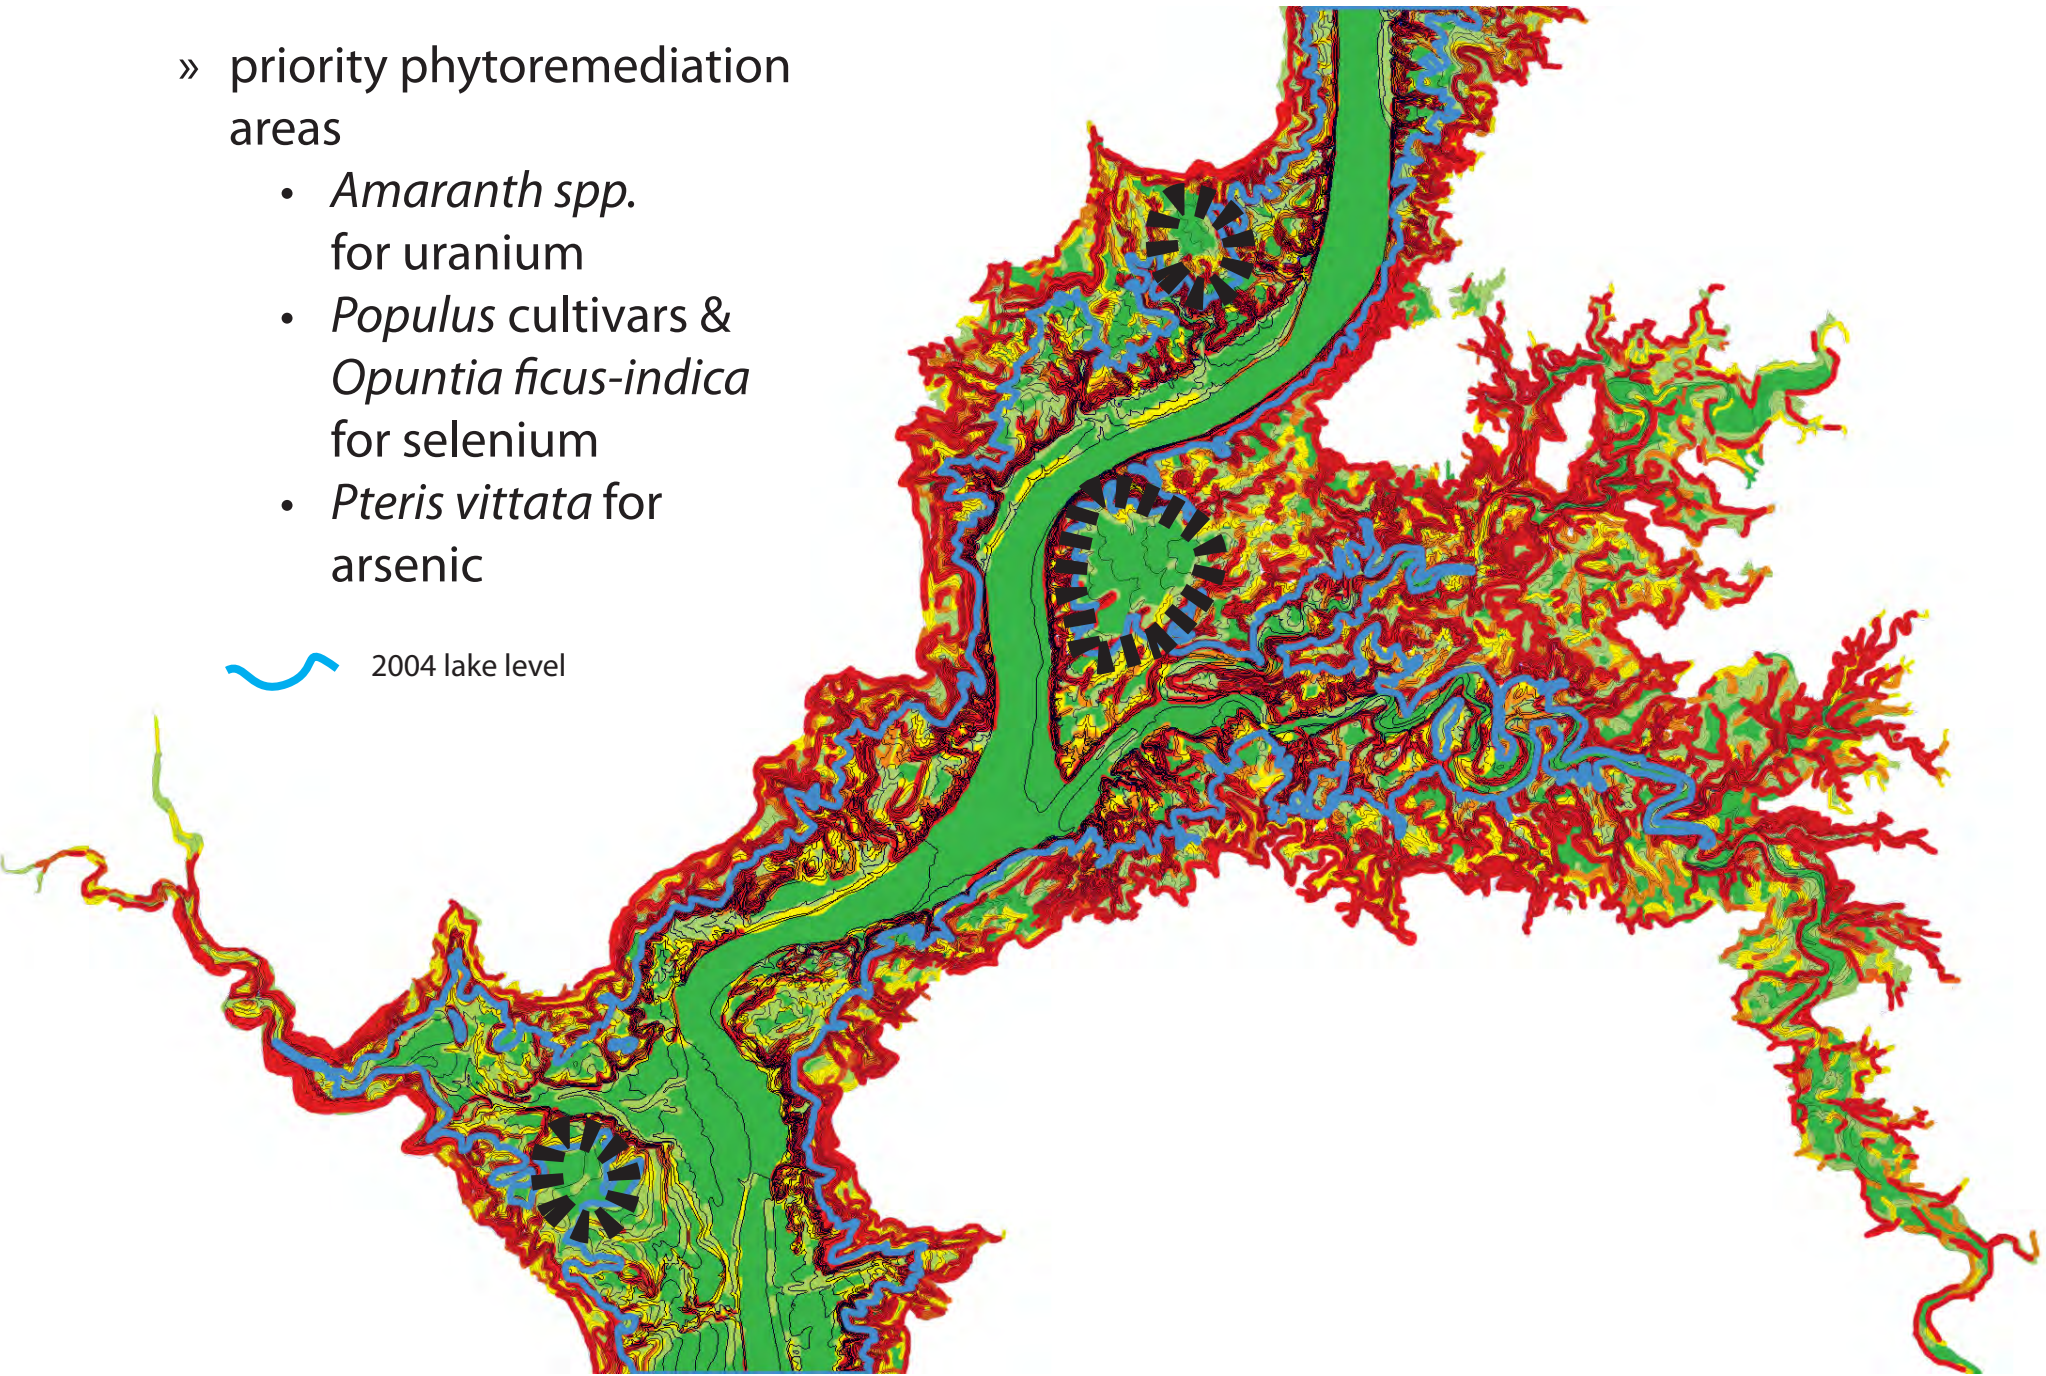 » priority phytoremediation
areas
• Amaranth spp.
for uranium
• Populus cultivars &
Opuntia ficus-indica
for selenium
• Pteris vittata for
arsenic
2004 lake level